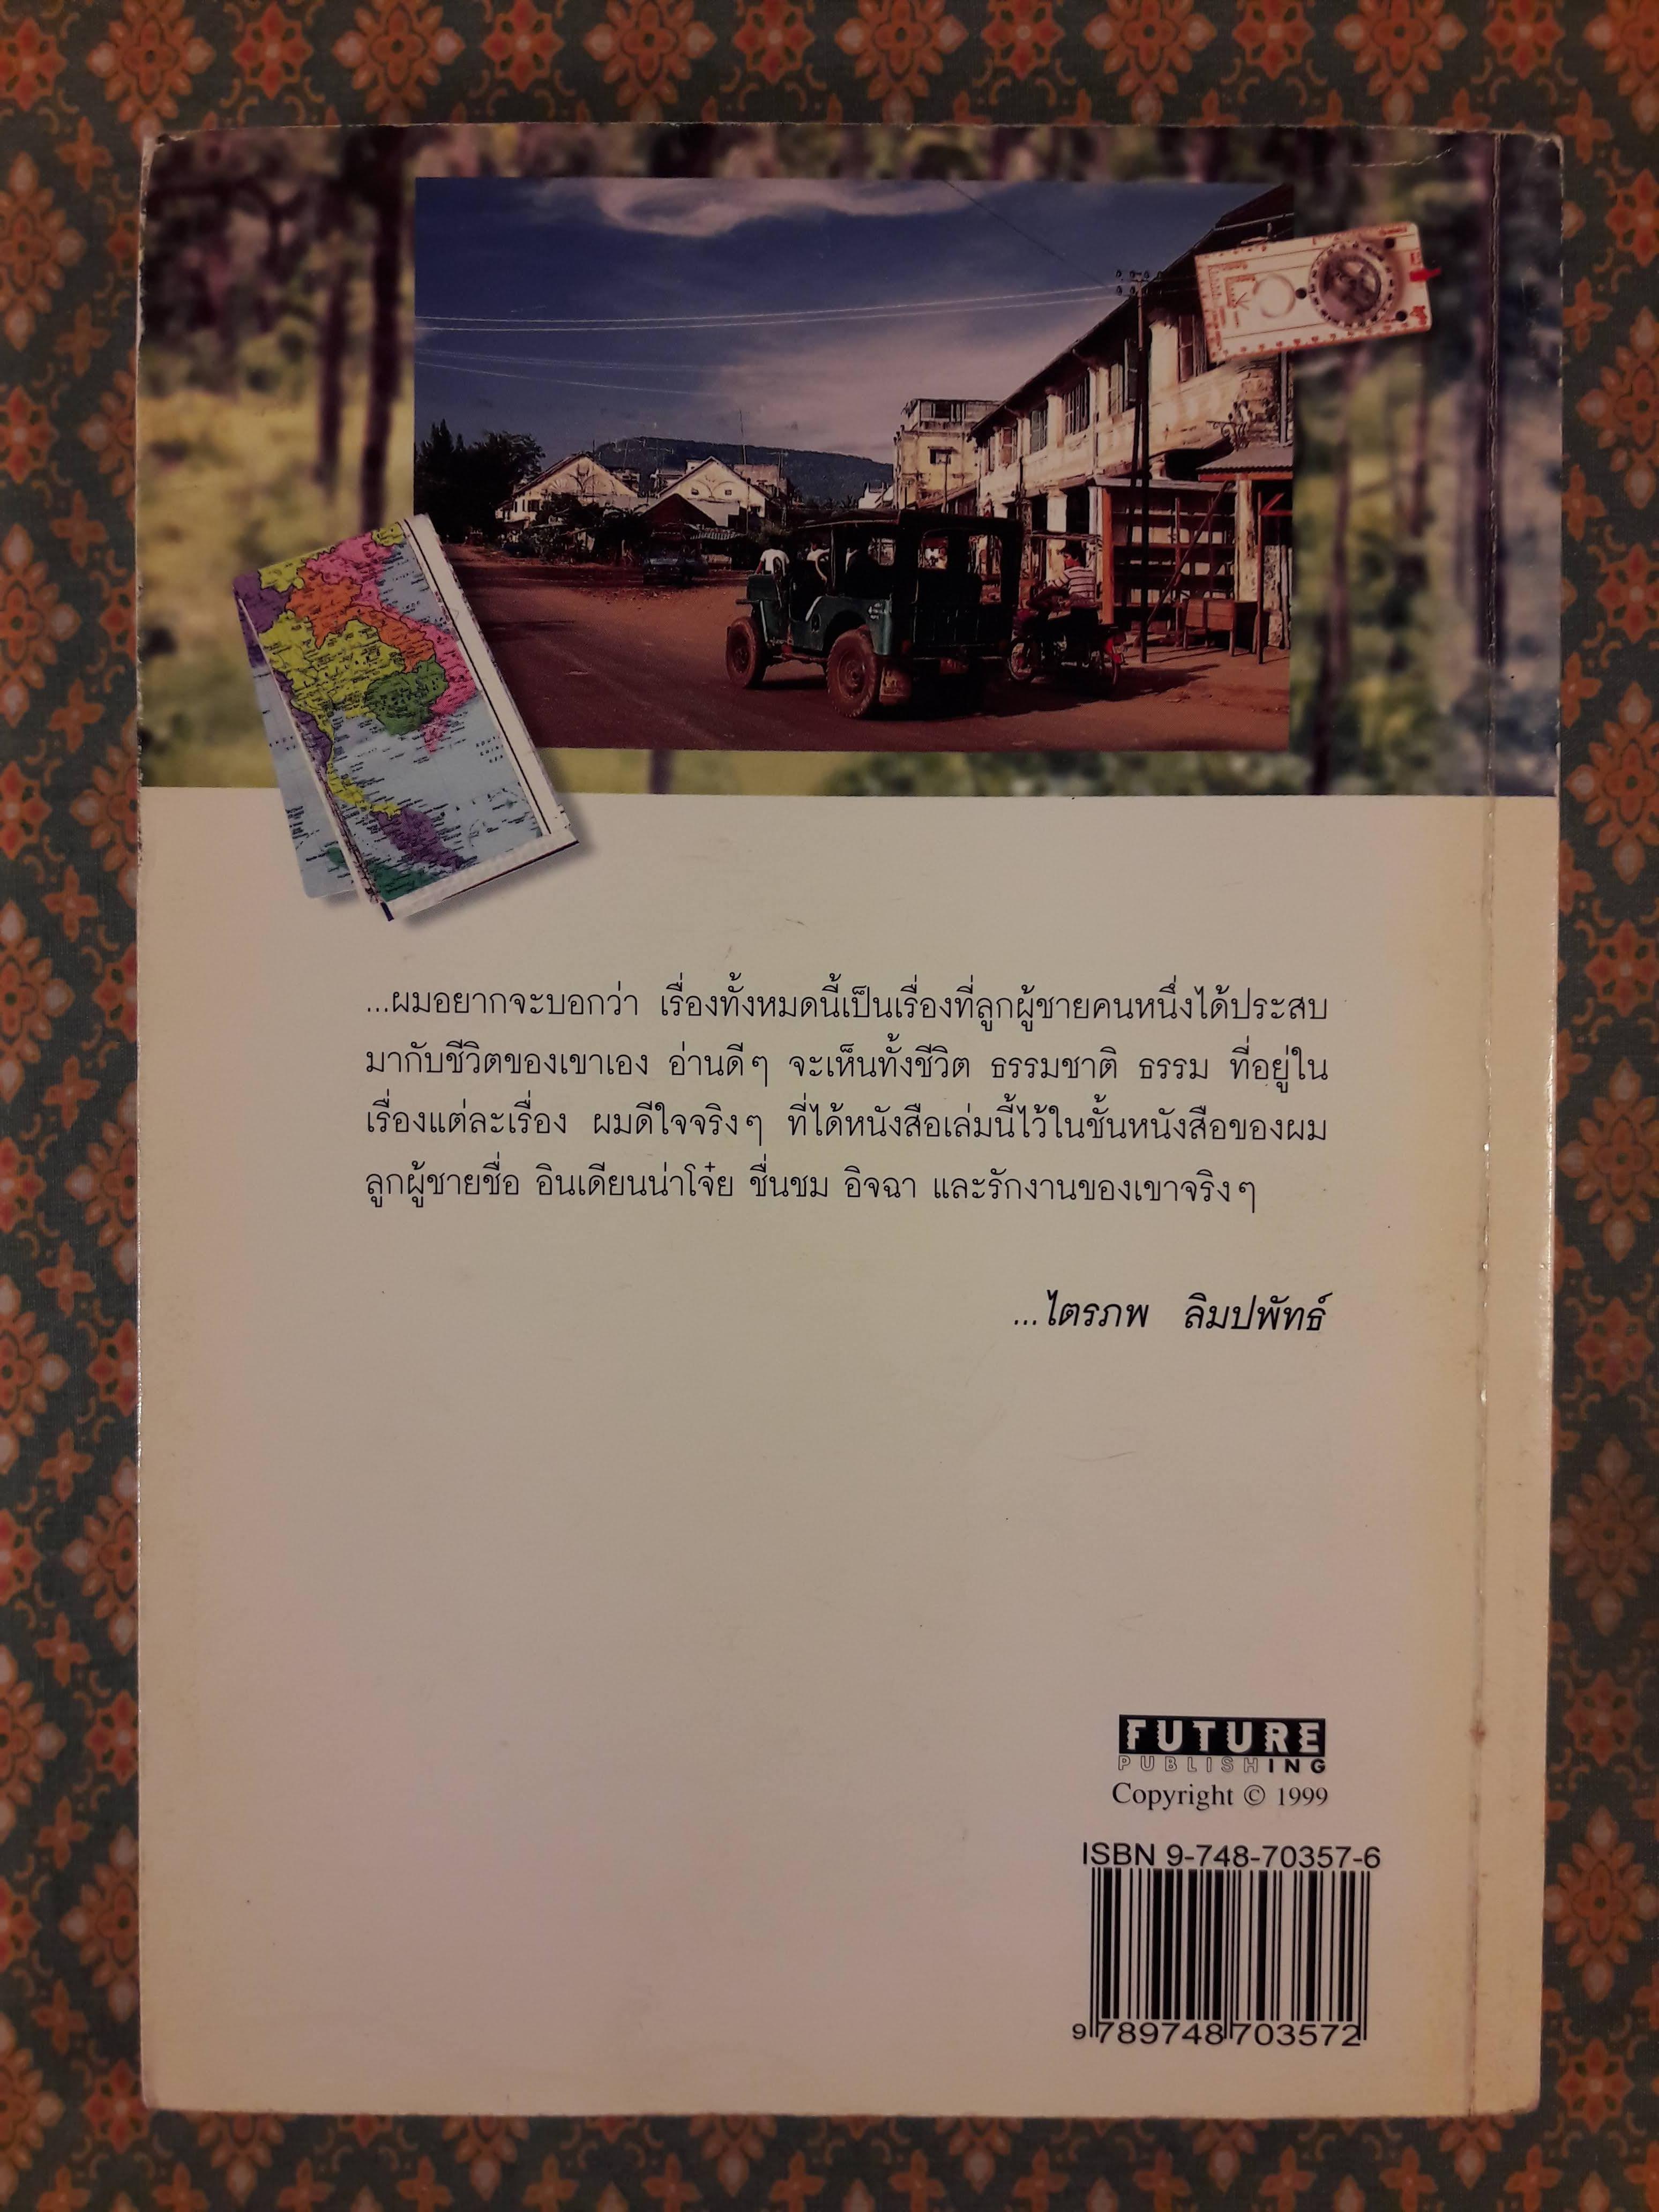 ...ผมอยากจะบอกว่า เรื่องทั้งหมดนี้เป็นเรื่องที่ลูกผู้ชายคนหนึ่งได้ประสบ
มากับชีวิตของเขาเอง อ่านดีๆ จะเห็นทั้งชีวิต ธรรมชาติ ธรรม ที่อยู่ใน
เรื่องแต่ละเรื่อง ผมดีใจจริงๆ ที่ได้หนังสือเล่มนี้ไว้ในชั้นหนังสือของผม
ลูกผู้ชายชื่อ อินเดียนน่าโจ๋ย ชื่นชม อิจฉา และรักงานของเขาจริงๆ
...ไตรภพ ลิมปพัทธ์
FUTURE
PUBLISHING
Copyright © 1999
ISBN 9-748-70357-6
9 789748 703572